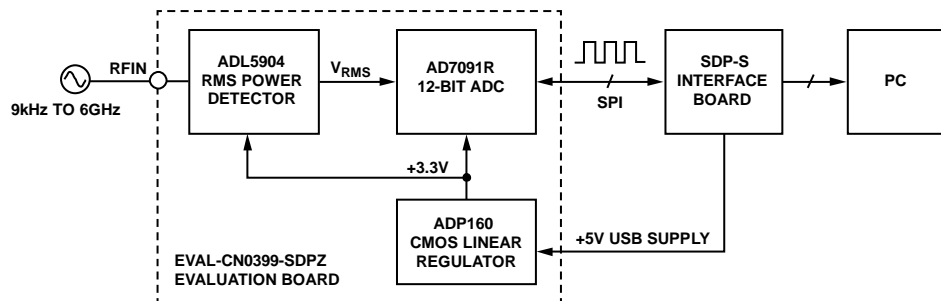 RFIN
9kHz TO 6GHz
ADL5904
RMS POWER
DETECTOR
VRMS
AD7091R
12-BIT ADC
SPI
SDP-S
INTERFACE
BOARD
PC
+3.3V
ADP160
CMOS LINEAR
REGULATOR
+5V USB SUPPLY
EVAL-CN0399-SDPZ
EVALUATION BOARD